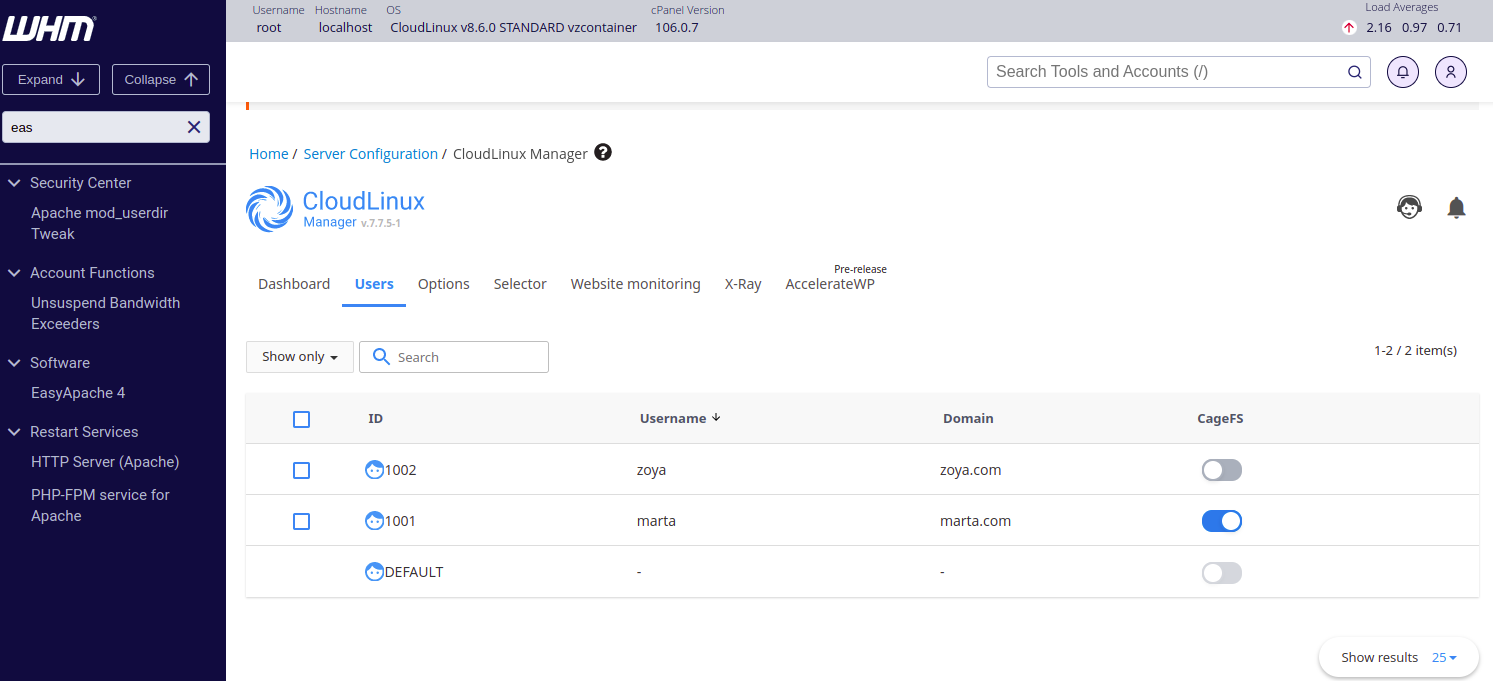 WHM
Username Hostname OS cPanel Version Load Averages
root localhost CloudLinux v8.6.0 STANDARD vzcontainer 106.0.7 2.16 0.97 0.71
Expand Collapse
Search Tools and Accounts (/)
eas
Security Center
Apache mod_userdir
Tweak
Account Functions
Unsuspend Bandwidth
Exceeders
Software
EasyApache 4
Restart Services
HTTP Server (Apache)
PHP-FPM service for
Apache
Home / Server Configuration / CloudLinux Manager ?
CloudLinux
Manager v.7.7.5-1
Pre-release
Dashboard Users Options Selector Website monitoring X-Ray AccelerateWP
Show only Search 1-2 / 2 item(s)
ID Username Domain CageFS
1002 zoya zoya.com
1001 marta marta.com
DEFAULT - -
Show results 25